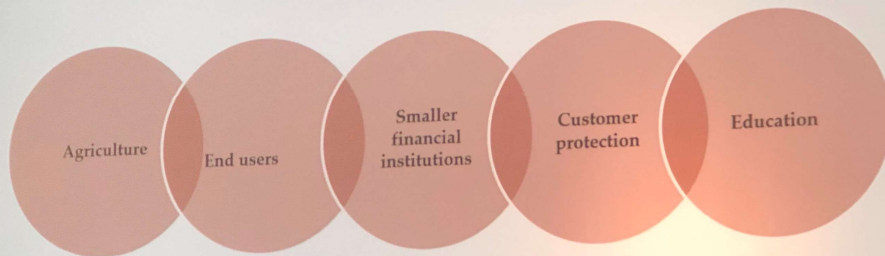 Agriculture
End users
Smaller
financial
institutions
Customer
protection
Education